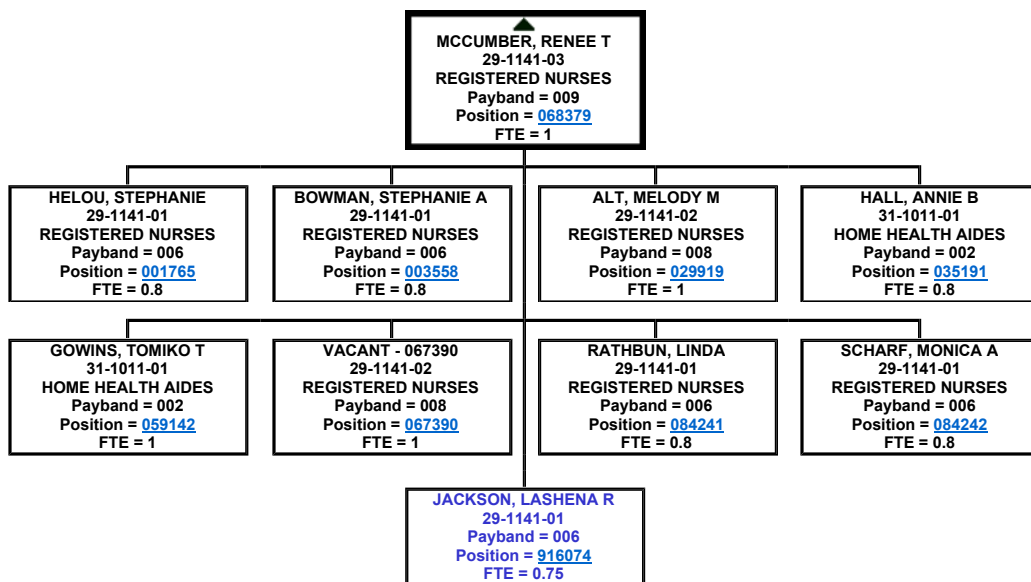 MCCUMBER, RENEE T
29-1141-03
REGISTERED NURSES
Payband = 009
Position = 068379
FTE = 1
HELOU, STEPHANIE
29-1141-01
REGISTERED NURSES
Payband = 006
Position = 001765
FTE = 0.8
BOWMAN, STEPHANIE A
29-1141-01
REGISTERED NURSES
Payband = 006
Position = 003558
FTE = 0.8
ALT, MELODY M
29-1141-02
REGISTERED NURSES
Payband = 008
Position = 029919
FTE = 1
HALL, ANNIE B
31-1011-01
HOME HEALTH AIDES
Payband = 002
Position = 035191
FTE = 0.8
GOWINS, TOMIKO T
31-1011-01
HOME HEALTH AIDES
Payband = 002
Position = 059142
FTE = 1
VACANT - 067390
29-1141-02
REGISTERED NURSES
Payband = 008
Position = 067390
FTE = 1
RATHBUN, LINDA
29-1141-01
REGISTERED NURSES
Payband = 006
Position = 084241
FTE = 0.8
SCHARF, MONICA A
29-1141-01
REGISTERED NURSES
Payband = 006
Position = 084242
FTE = 0.8
JACKSON, LASHENA R
29-1141-01
Payband = 006
Position = 916074
FTE = 0.75